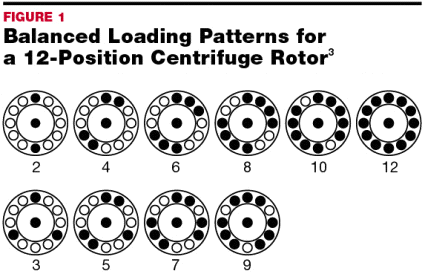 FIGURE 1
Balanced Loading Patterns for
a 12-Position Centrifuge Rotor3
2 4 6 8 10 12
3 5 7 9